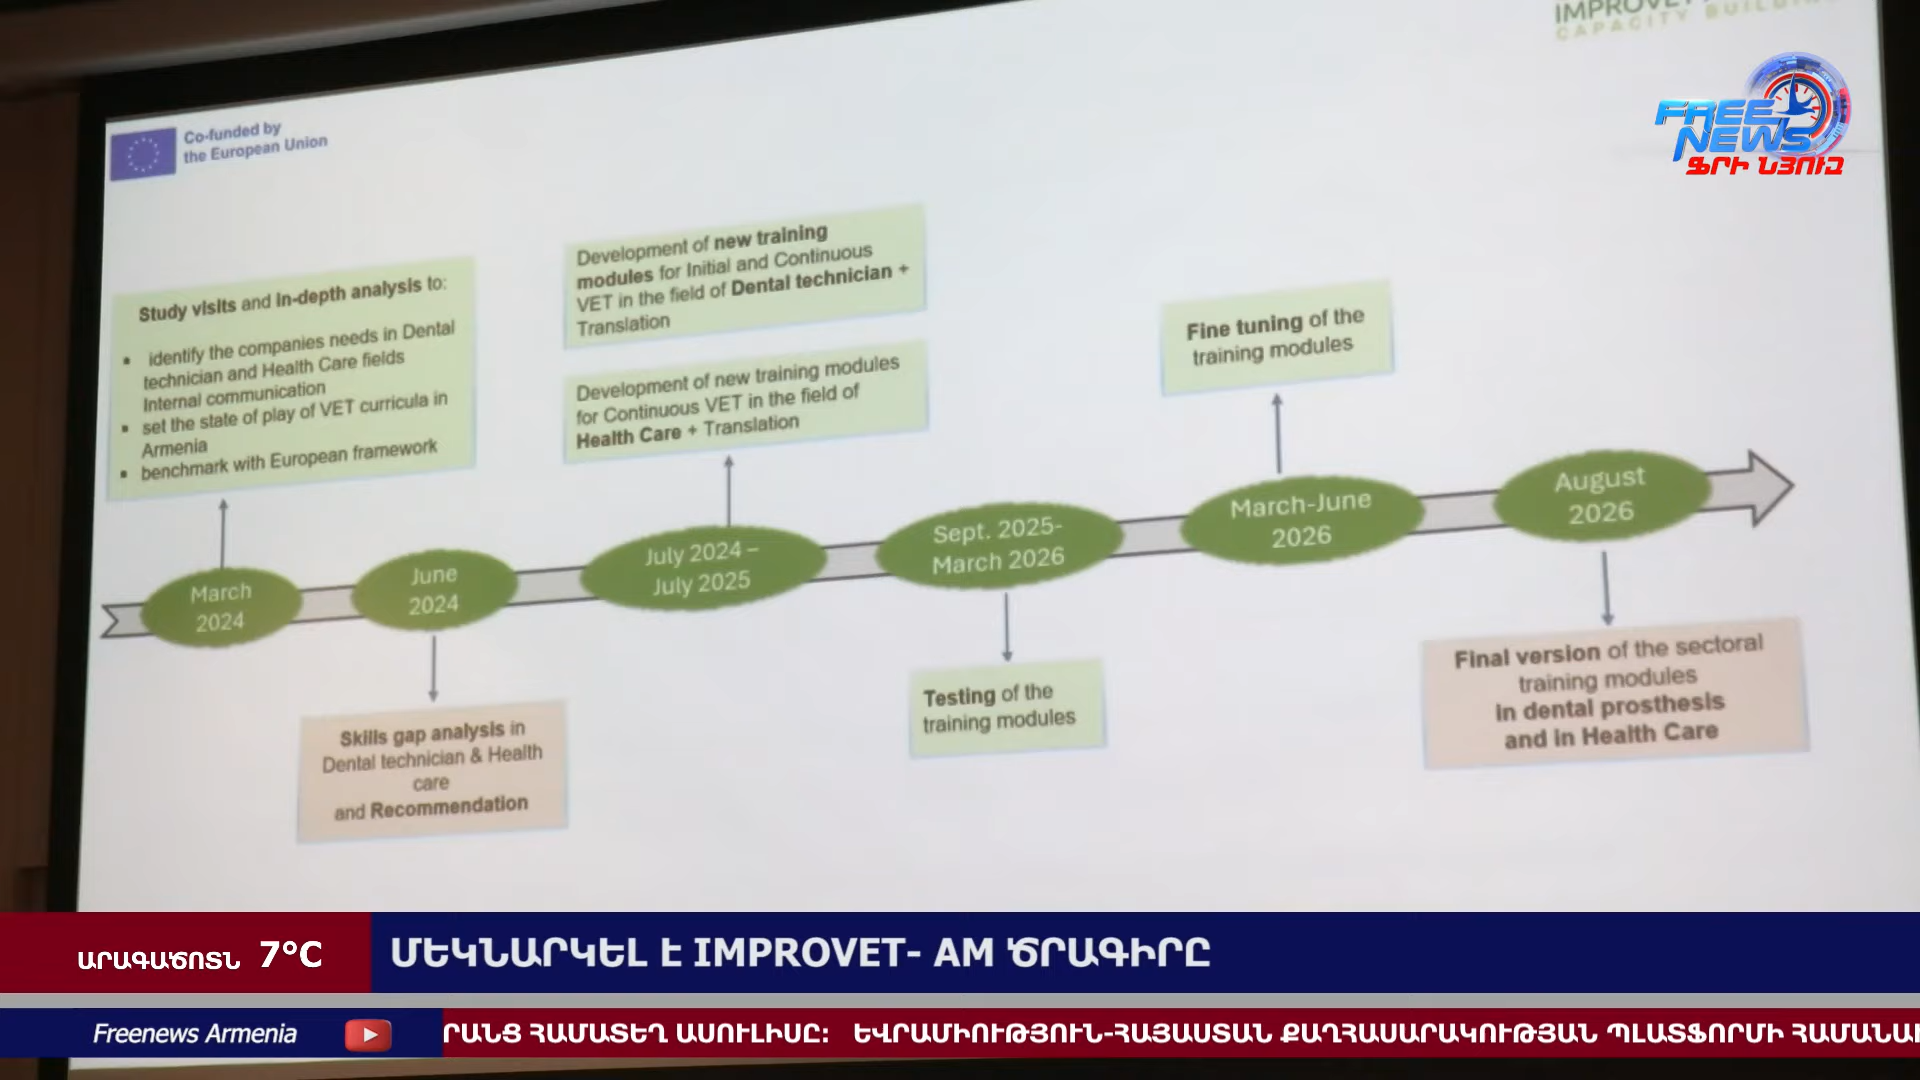 Co-funded by
the European Union
CAPACITY
FREE
NEWS
ՖՐԻ ՆՅՈՒԶ
Study visits and in-depth analysis to:
▪ identify the companies needs in Dental
technician and Health Care fields
Internal communication
▪ set the state of play of VET curricula in
Armenia
▪ benchmark with European framework
Development of new training
modules for Initial and Continuous
VET in the field of Dental technician +
Translation
Development of new training modules
for Continuous VET in the field of
Health Care + Translation
Fine tuning of the
training modules
March
2024
June
2024
July 2024 –
July 2025
Sept. 2025-
March 2026
March-June
2026
August
2026
Skills gap analysis in
Dental technician & Health
care
and Recommendation
Testing of the
training modules
Final version of the sectoral
training modules
in dental prosthesis
and in Health Care
ԱՐԱԳԱԾՈՏՆ 7°C
ՄԵԿՆԱՐԿԵԼ Է IMPROVET- AM ԾՐԱԳԻՐԸ
Freenews Armenia
ՐԱՆՑ ՀԱՄԱՏԵՂ ԱՍՈՒԼԻՍԸ: ԵՎՐԱՄԻՈՒԹՅՈՒՆ-ՀԱՅԱՍՏԱՆ ՔԱՂՀԱՍԱՐԱԿՈՒԹՅԱՆ ՊԼԱՏՖՈՐՄԻ